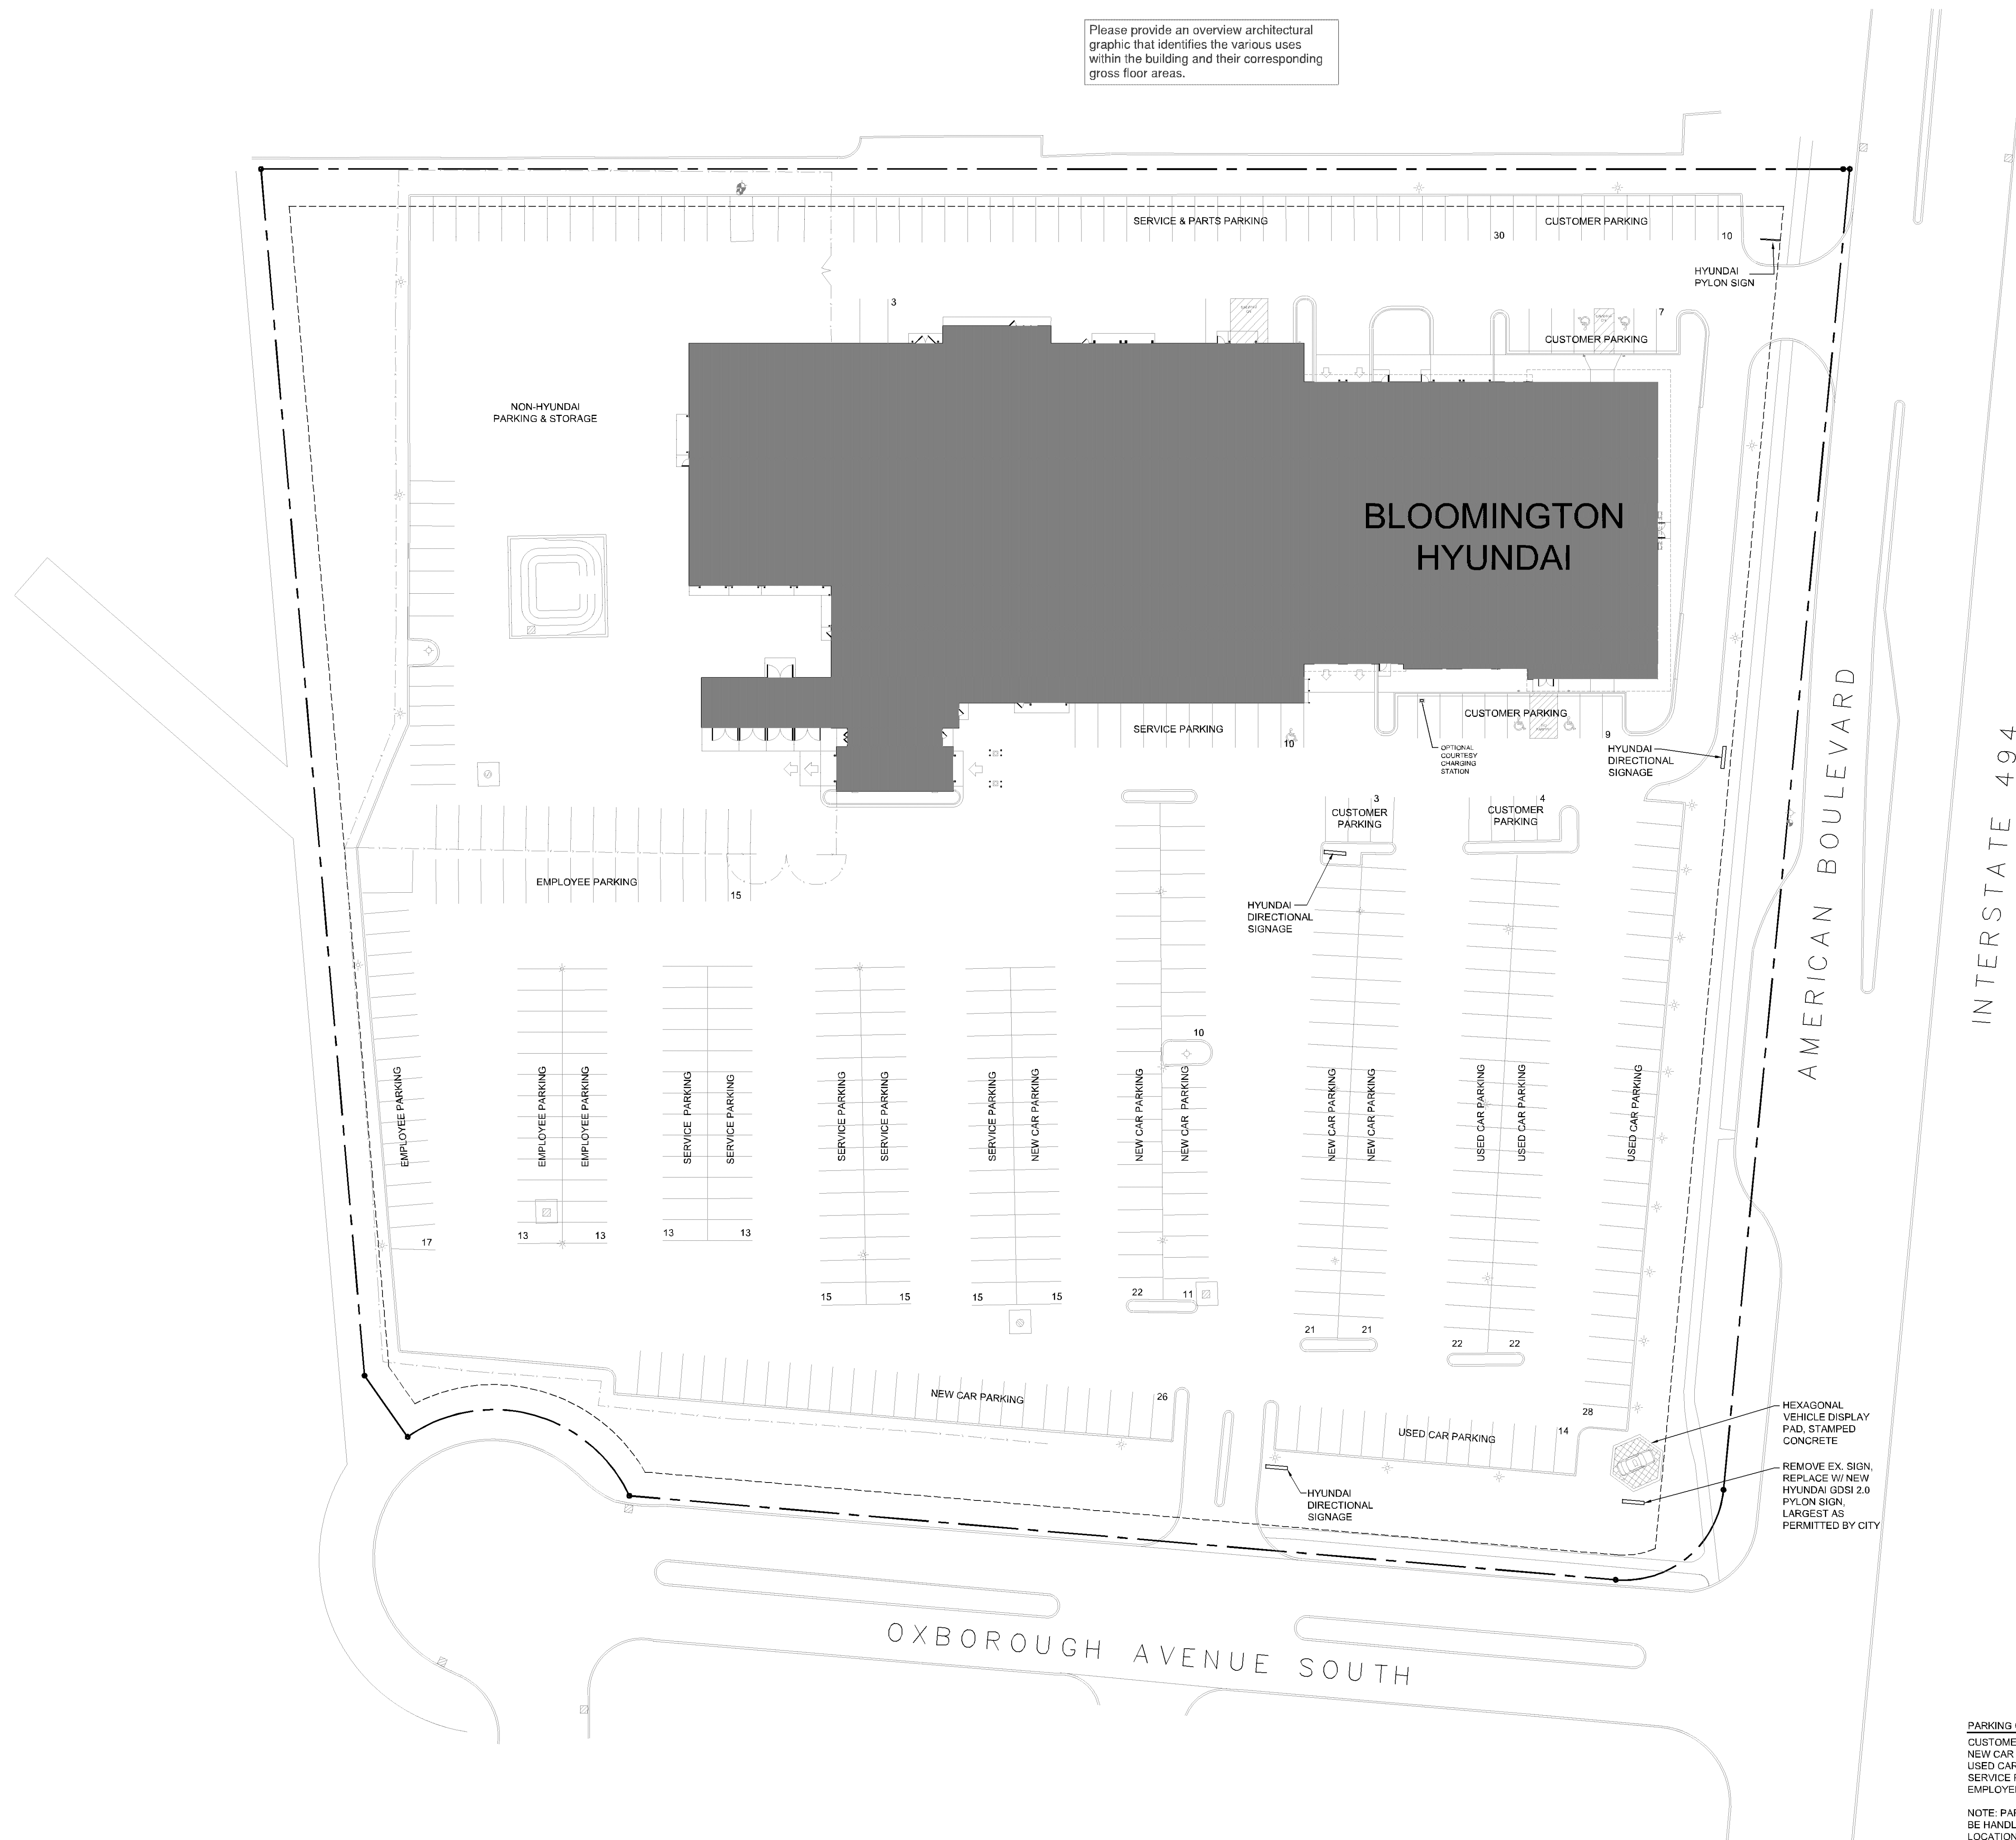 Please provide an overview architectural
graphic that identifies the various uses
within the building and their corresponding
gross floor areas.
SERVICE & PARTS PARKING
30
CUSTOMER PARKING
10
HYUNDAI
PYLON SIGN
3
7
CUSTOMER PARKING
NON-HYUNDAI
PARKING & STORAGE
BLOOMINGTON
HYUNDAI
SERVICE PARKING
10
CUSTOMER PARKING
9
OPTIONAL
COURTESY
CHARGING
STATION
HYUNDAI
DIRECTIONAL
SIGNAGE
3
CUSTOMER
PARKING
4
CUSTOMER
PARKING
EMPLOYEE PARKING
15
HYUNDAI
DIRECTIONAL
SIGNAGE
AMERICAN BOULEVARD
INTERSTATE 494
10
EMPLOYEE PARKING
EMPLOYEE PARKING
EMPLOYEE PARKING
SERVICE PARKING
SERVICE PARKING
SERVICE PARKING
SERVICE PARKING
SERVICE PARKING
NEW CAR PARKING
NEW CAR PARKING
NEW CAR PARKING
NEW CAR PARKING
NEW CAR PARKING
USED CAR PARKING
USED CAR PARKING
USED CAR PARKING
17
13
13
13
13
15
15
15
15
22
11
21
21
22
22
28
NEW CAR PARKING
26
USED CAR PARKING
14
HEXAGONAL
VEHICLE DISPLAY
PAD, STAMPED
CONCRETE
REMOVE EX. SIGN,
REPLACE W/ NEW
HYUNDAI GDSI 2.0
PYLON SIGN,
LARGEST AS
PERMITTED BY CITY
HYUNDAI
DIRECTIONAL
SIGNAGE
OXBOROUGH AVENUE SOUTH
PARKING
NEW CAR
USED CAR
SERVICE
NOTE:
BE